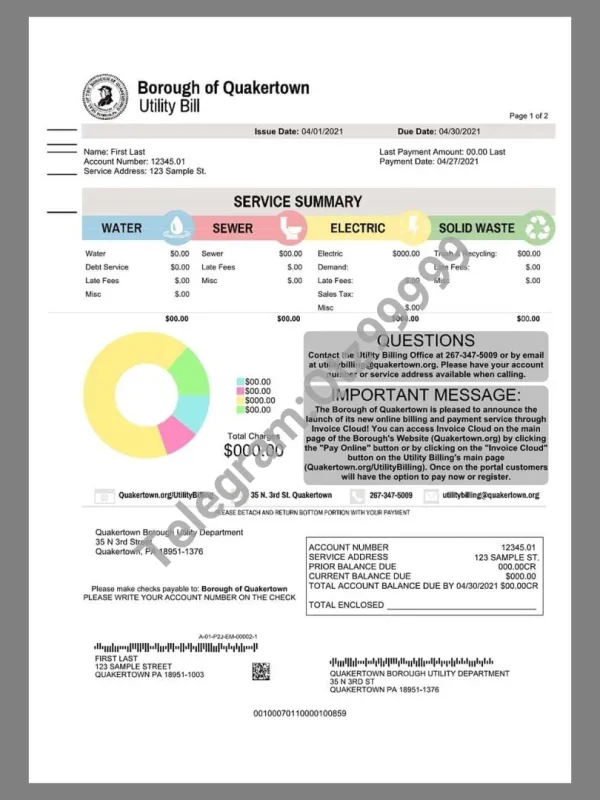 Borough of Quakertown
Utility Bill
Page 1 of 2
Issue Date: 04/01/2021 Due Date: 04/30/2021
Name: First Last Last Payment Amount: 00.00 Last
Account Number: 12345.01 Payment Date: 04/27/2021
Service Address: 123 Sample St.
SERVICE SUMMARY
WATER SEWER ELECTRIC SOLID WASTE
Water $0.00 Sewer $00.00 Electric $000.00 Trash & Recycling: $00.00
Debt Service $0.00 Late Fees $.00 Demand: Late Fees: $.00
Late Fees $.00 Misc $.00 Late Fees: $.00 Misc $.00
Misc $.00 Sales Tax:
Misc $.00
$00.00 $00.00 $00.00 $00.00
QUESTIONS
Contact the Utility Billing Office at 267-347-5009 or by email
at utilitybilling@quakertown.org. Please have your account
number or service address available when calling.
$00.00
$00.00
$000.00
$00.00
Total Charges
$000.00
IMPORTANT MESSAGE:
The Borough of Quakertown is pleased to announce the
launch of its new online billing and payment service through
Invoice Cloud! You can access Invoice Cloud on the main
page of the Borough's Website (Quakertown.org) by clicking
the "Pay Online" button or by clicking on the "Invoice Cloud"
button on the Utility Billing's main page
(Quakertown.org/UtilityBilling). Once on the portal customers
will have the option to pay now or register.
Quakertown.org/UtilityBilling 35 N. 3rd St. Quakertown 267-347-5009 utilitybilling@quakertown.org
PLEASE DETACH AND RETURN BOTTOM PORTION WITH YOUR PAYMENT
Quakertown Borough Utility Department
35 N 3rd Street
Quakertown, PA 18951-1376
ACCOUNT NUMBER 12345.01
SERVICE ADDRESS 123 SAMPLE ST.
PRIOR BALANCE DUE 000.00CR
CURRENT BALANCE DUE $000.00
TOTAL ACCOUNT BALANCE DUE BY 04/30/2021 $00.00CR
TOTAL ENCLOSED
Please make checks payable to: Borough of Quakertown
PLEASE WRITE YOUR ACCOUNT NUMBER ON THE CHECK
A-01-P2J-EM-00002-1
FIRST LAST
123 SAMPLE STREET
QUAKERTOWN PA 18951-1003
QUAKERTOWN BOROUGH UTILITY DEPARTMENT
35 N 3RD ST
QUAKERTOWN PA 18951-1376
00100070110000100859